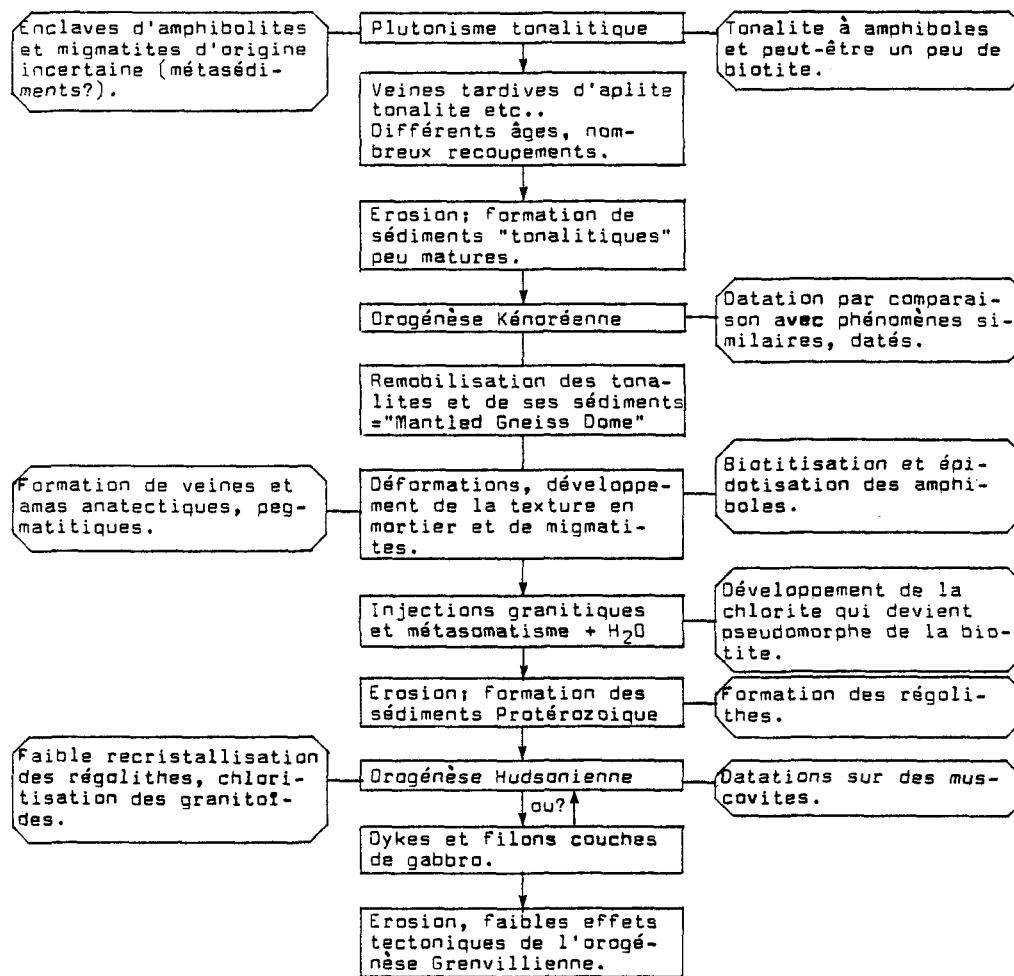 Enclaves d'amphibolites
et migmatites d'origine
incertaine (métasédi-
ments?).
Plutonisme tonalitique
Tonalite à amphiboles
et peut-être un peu de
biotite.
Veines tardives d'aplite
tonalite etc..
Différents âges, nom-
breux recoupements.
Erosion; formation de
sédiments "tonalitiques"
peu matures.
Orogénèse Kénoréenne
Datation par comparai-
son avec phénomènes si-
milaires, datés.
Remobilisation des tona-
lites et de ses sédiments
="Mantled Gneiss Dome"
Formation de veines et
amas anatectiques, peg-
matitiques.
Déformations, développe-
ment de la texture en
mortier et de migmati-
tes.
Biotitisation et épi-
dotisation des amphi-
boles.
Injections granitiques
et métasomatisme + H2O
Développement de la
chlorite qui devient
pseudomorphe de la bio-
tite.
Erosion; formation des
sédiments Protérozoique
Formation des régoli-
thes.
Faible recristallisation
des régolithes, chlori-
tisation des granitoï-
des.
Orogénèse Hudsonienne
Datations sur des mus-
covites.
ou?
Dykes et filons couches
de gabbro.
Erosion, faibles effets
tectoniques de l'orogé-
nèse Grenvillienne.